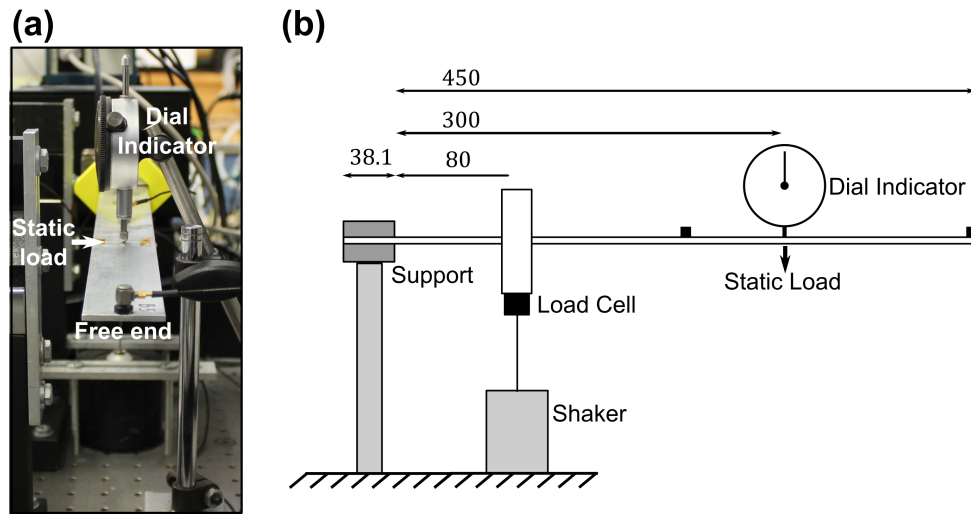 (a)
Dial
Indicator
Static
load
Free end
(b)
450
300
38.1
80
Dial Indicator
Support
Static Load
Load Cell
Shaker